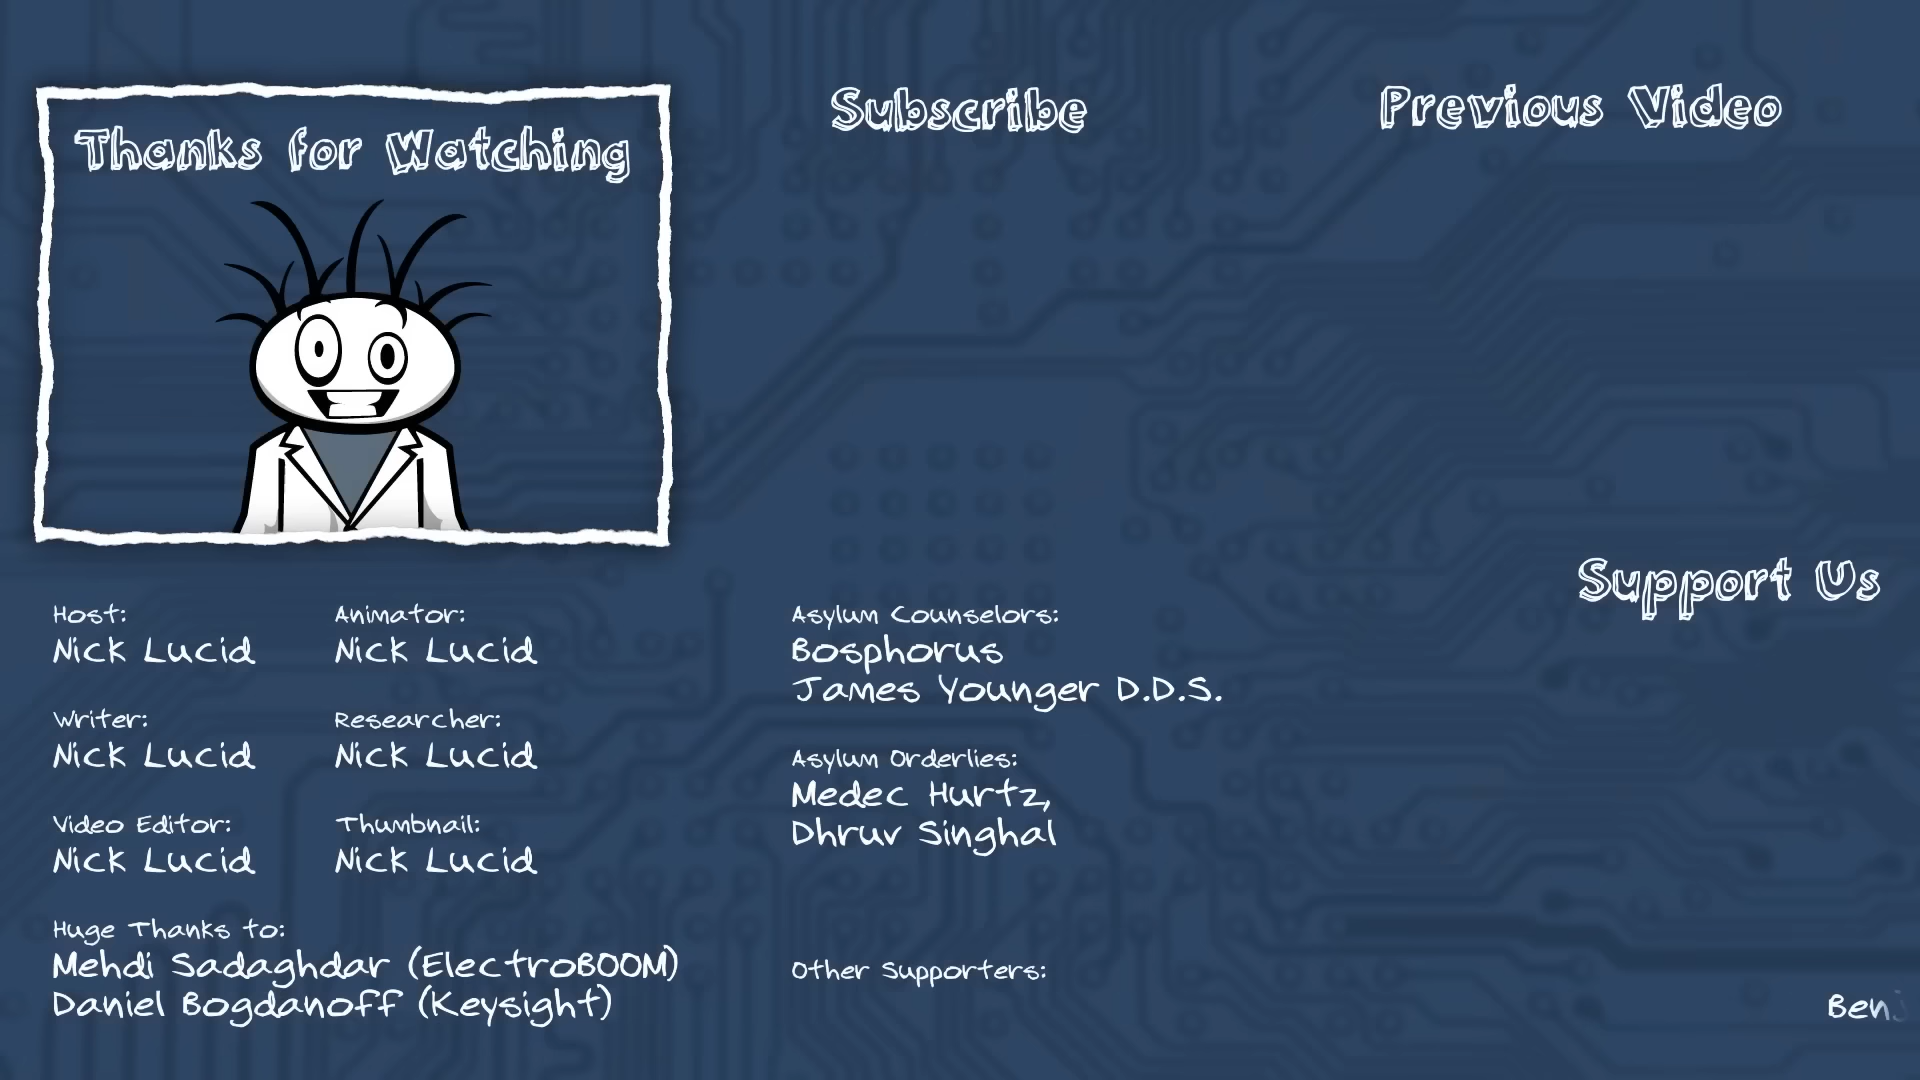 Thanks for Watching
Subscribe
Previous Video
Support Us
Host:
Nick Lucid
Animator:
Nick Lucid
Writer:
Nick Lucid
Researcher:
Nick Lucid
Video Editor:
Nick Lucid
Thumbnail:
Nick Lucid
Huge Thanks to:
Mehdi Sadaghdar (ElectroBOOM)
Daniel Bogdanoff (Keysight)
Asylum Counselors:
Bosphorus
James Younger D.D.S.
Asylum Orderlies:
Medec Hurtz,
Dhruv Singhal
Other Supporters: